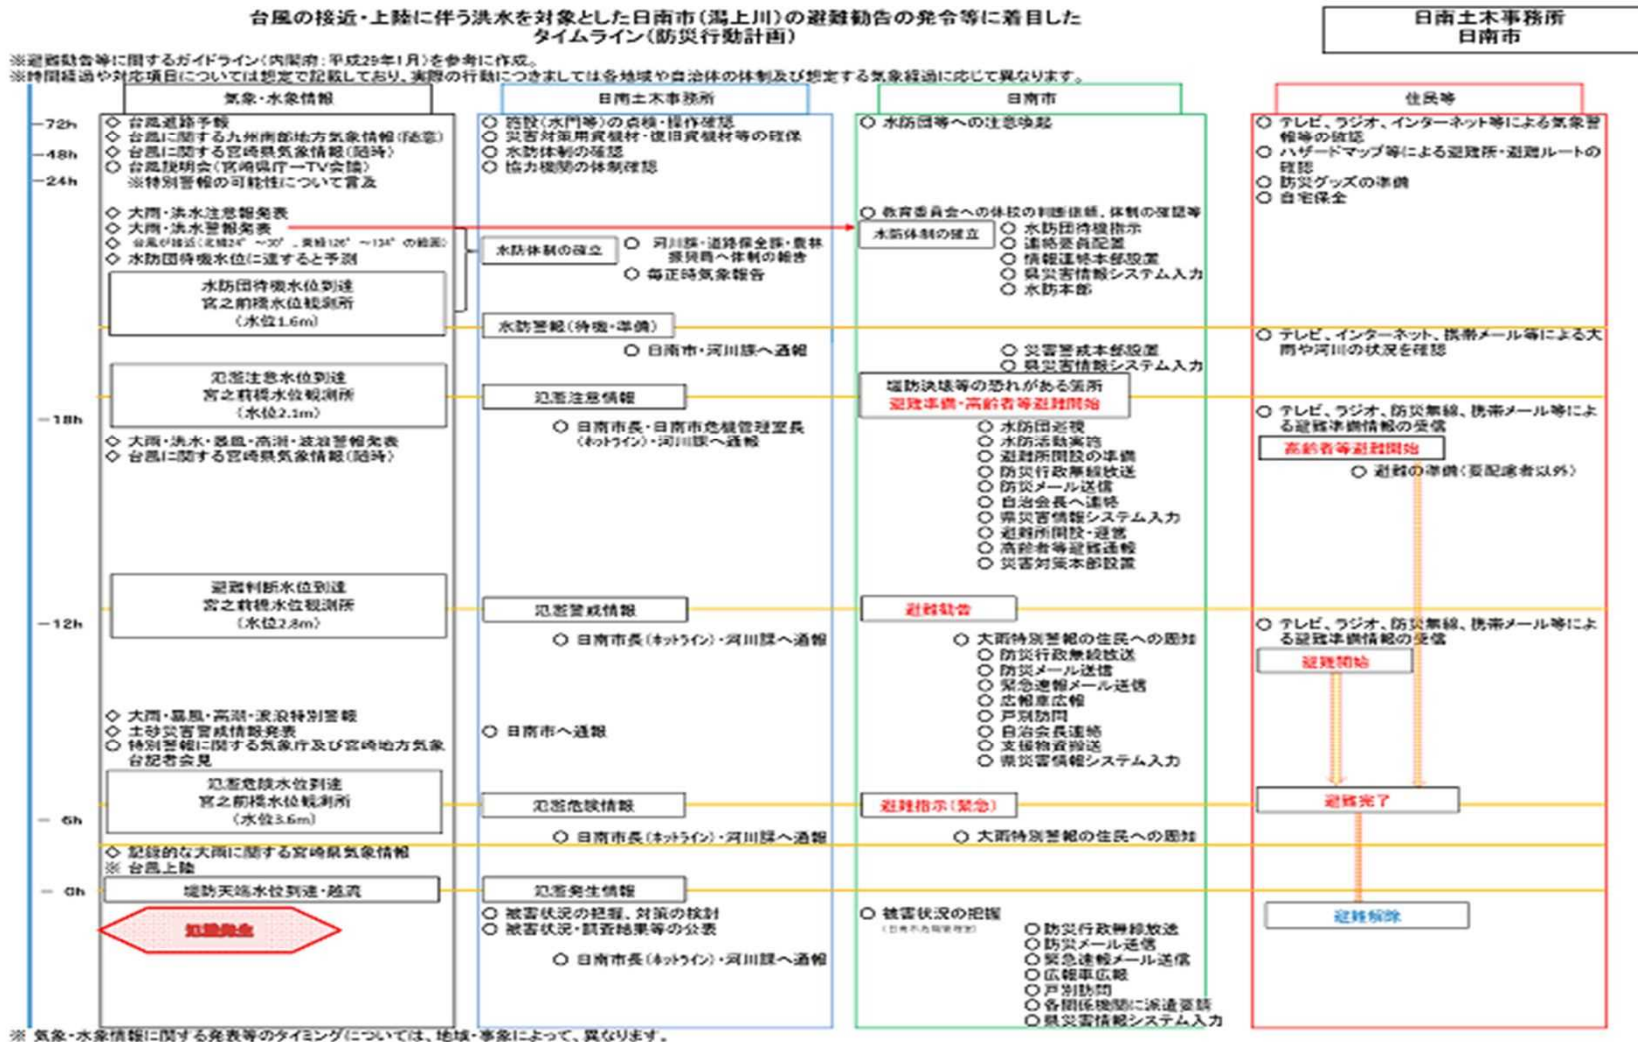 台風の接近・上陸に伴う洪水を対象とした日南市(潟上川)の避難勧告の発令等に着目した
タイムライン(防災行動計画)
日南土木事務所
日南市
※避難勧告等に関するガイドライン(内閣府:平成29年1月)を参考に作成。
※時間経過や対応項目については想定で記載しており、実際の行動につきましては各地域や自治体の体制及び想定する気象経過に応じて異なります。
−72h
−48h
−24h
−18h
−12h
− 6h
− 0h
気象・水象情報
◇ 台風進路予報
◇ 台風に関する九州南部地方気象情報(随意)
◇ 台風に関する宮崎県気象情報(随時)
◇ 台風説明会(宮崎県庁−TV会議)
※特別警報の可能性について言及
◇ 大雨・洪水注意報発表
◇ 大雨・洪水警報発表
◇ 台風が接近(北緯24°~30°、東経126°~134°の範囲)
◇ 水防団待機水位に達すると予測
水防団待機水位到達
宮之前橋水位観測所
(水位1.6m)
氾濫注意水位到達
宮之前橋水位観測所
(水位2.1m)
◇ 大雨・洪水・暴風・高潮・波浪警報発表
◇ 台風に関する宮崎県気象情報(随時)
避難判断水位到達
宮之前橋水位観測所
(水位2.8m)
◇ 大雨・暴風・高潮・波浪特別警報
◇ 土砂災害警戒情報発表
○ 特別警報に関する気象庁及び宮崎地方気象
台記者会見
氾濫危険水位到達
宮之前橋水位観測所
(水位3.6m)
◇ 記録的な大雨に関する宮崎県気象情報
※ 台風上陸
堤防天端水位到達・越流
氾濫発生
日南土木事務所
○ 施設(水門等)の点検・操作確認
○ 災害対策用資機材・復旧資機材等の確保
○ 水防体制の確認
○ 協力機関の体制確認
水防体制の確立
○ 河川課・道路保全課・農林
振興局へ体制の報告
○ 毎正時気象報告
水防警報(待機・準備)
○ 日南市・河川課へ通報
氾濫注意情報
○ 日南市長・日南市危機管理室長
(ホットライン)・河川課へ通報
氾濫警戒情報
○ 日南市長(ホットライン)・河川課へ通報
○ 日南市へ通報
氾濫危険情報
○ 日南市長(ホットライン)・河川課へ通報
氾濫発生情報
○ 被害状況の把握、対策の検討
○ 被害状況・調査結果等の公表
○ 日南市長(ホットライン)・河川課へ通報
日南市
○ 水防団等への注意喚起
○ 教育委員会への休校の判断依頼、体制の確認等
水防体制の確立
○ 水防団待機指示
○ 連絡要員配置
○ 情報連絡本部設置
○ 県災害情報システム入力
○ 水防本部
○ 災害警戒本部設置
○ 県災害情報システム入力
堤防決壊等の恐れがある箇所
避難準備・高齢者等避難開始
○ 水防団巡視
○ 水防活動実施
○ 避難所開設の準備
○ 防災行政無線放送
○ 防災メール送信
○ 自治会長へ連絡
○ 県災害情報システム入力
○ 避難所開設・運営
○ 高齢者等避難通報
○ 災害対策本部設置
避難勧告
○ 大雨特別警報の住民への周知
○ 防災行政無線放送
○ 防災メール送信
○ 緊急速報メール送信
○ 広報車広報
○ 戸別訪問
○ 自治会長連絡
○ 支援物資搬送
○ 県災害情報システム入力
避難指示(緊急)
○ 大雨特別警報の住民への周知
○ 被害状況の把握
○防災行政無線放送
○防災メール送信
○緊急速報メール送信
○広報車広報
○戸別訪問
○各関係機関に派遣要請
○県災害情報システム入力
住民等
○ テレビ、ラジオ、インターネット等による気象警
報等の確認
○ ハザードマップ等による避難所・避難ルートの
確認
○ 防災グッズの準備
○ 自宅保全
○ テレビ、インターネット、携帯メール等による大
雨や河川の状況を確認
○ テレビ、ラジオ、防災無線、携帯メール等によ
る避難準備情報の受信
高齢者等避難開始
○ 避難の準備(要配慮者以外)
○ テレビ、ラジオ、防災無線、携帯メール等によ
る避難準備情報の受信
避難開始
避難完了
避難解除
※ 気象・水象情報に関する発表等のタイミングについては、地域・事象によって、異なります。